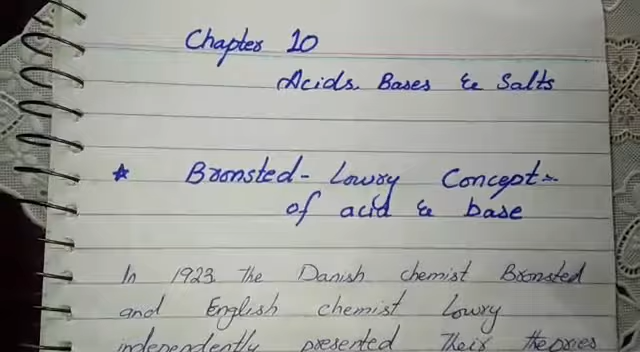 Chapter 10
Acids, Bases & Salts
* Bronsted-Lowry Concept:-
of acid & base
In 1923 the Danish chemist Bronsted
and English chemist Lowry
independently presented their theories